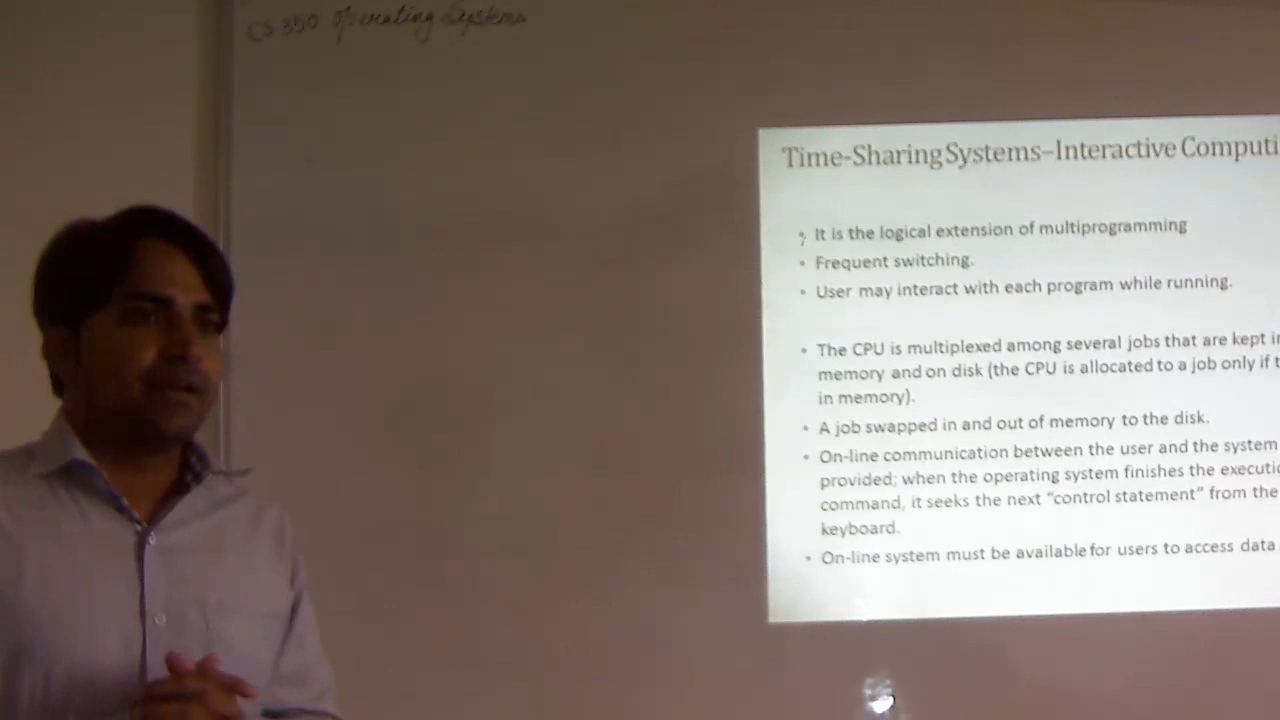 CS 350 Operating Systems
Time-Sharing Systems–Interactive Computi
• It is the logical extension of multiprogramming
• Frequent switching.
• User may interact with each program while running.
• The CPU is multiplexed among several jobs that are kept i
memory and on disk (the CPU is allocated to a job only if t
in memory).
• A job swapped in and out of memory to the disk.
• On-line communication between the user and the system
provided; when the operating system finishes the executi
command, it seeks the next “control statement” from the
keyboard.
• On-line system must be available for users to access data